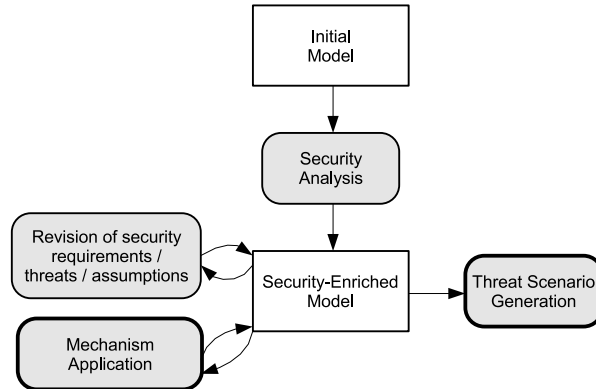 Initial
Model
Security
Analysis
Revision of security
requirements /
threats / assumptions
Security-Enriched
Model
Threat Scenario
Generation
Mechanism
Application